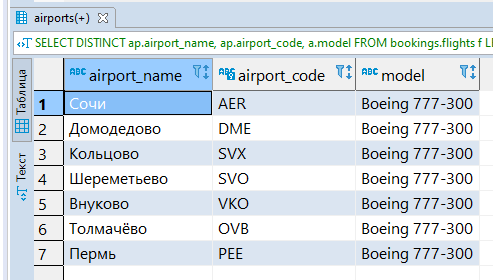 airports(+)
SELECT DISTINCT ap.airport_name, ap.airport_code, a.model FROM bookings.flights f
Таблица
Текст
ABC airport_name ABC airport_code ABC model
1 Сочи AER Boeing 777-300
2 Домодедово DME Boeing 777-300
3 Кольцово SVX Boeing 777-300
4 Шереметьево SVO Boeing 777-300
5 Внуково VKO Boeing 777-300
6 Толмачёво OVB Boeing 777-300
7 Пермь PEE Boeing 777-300